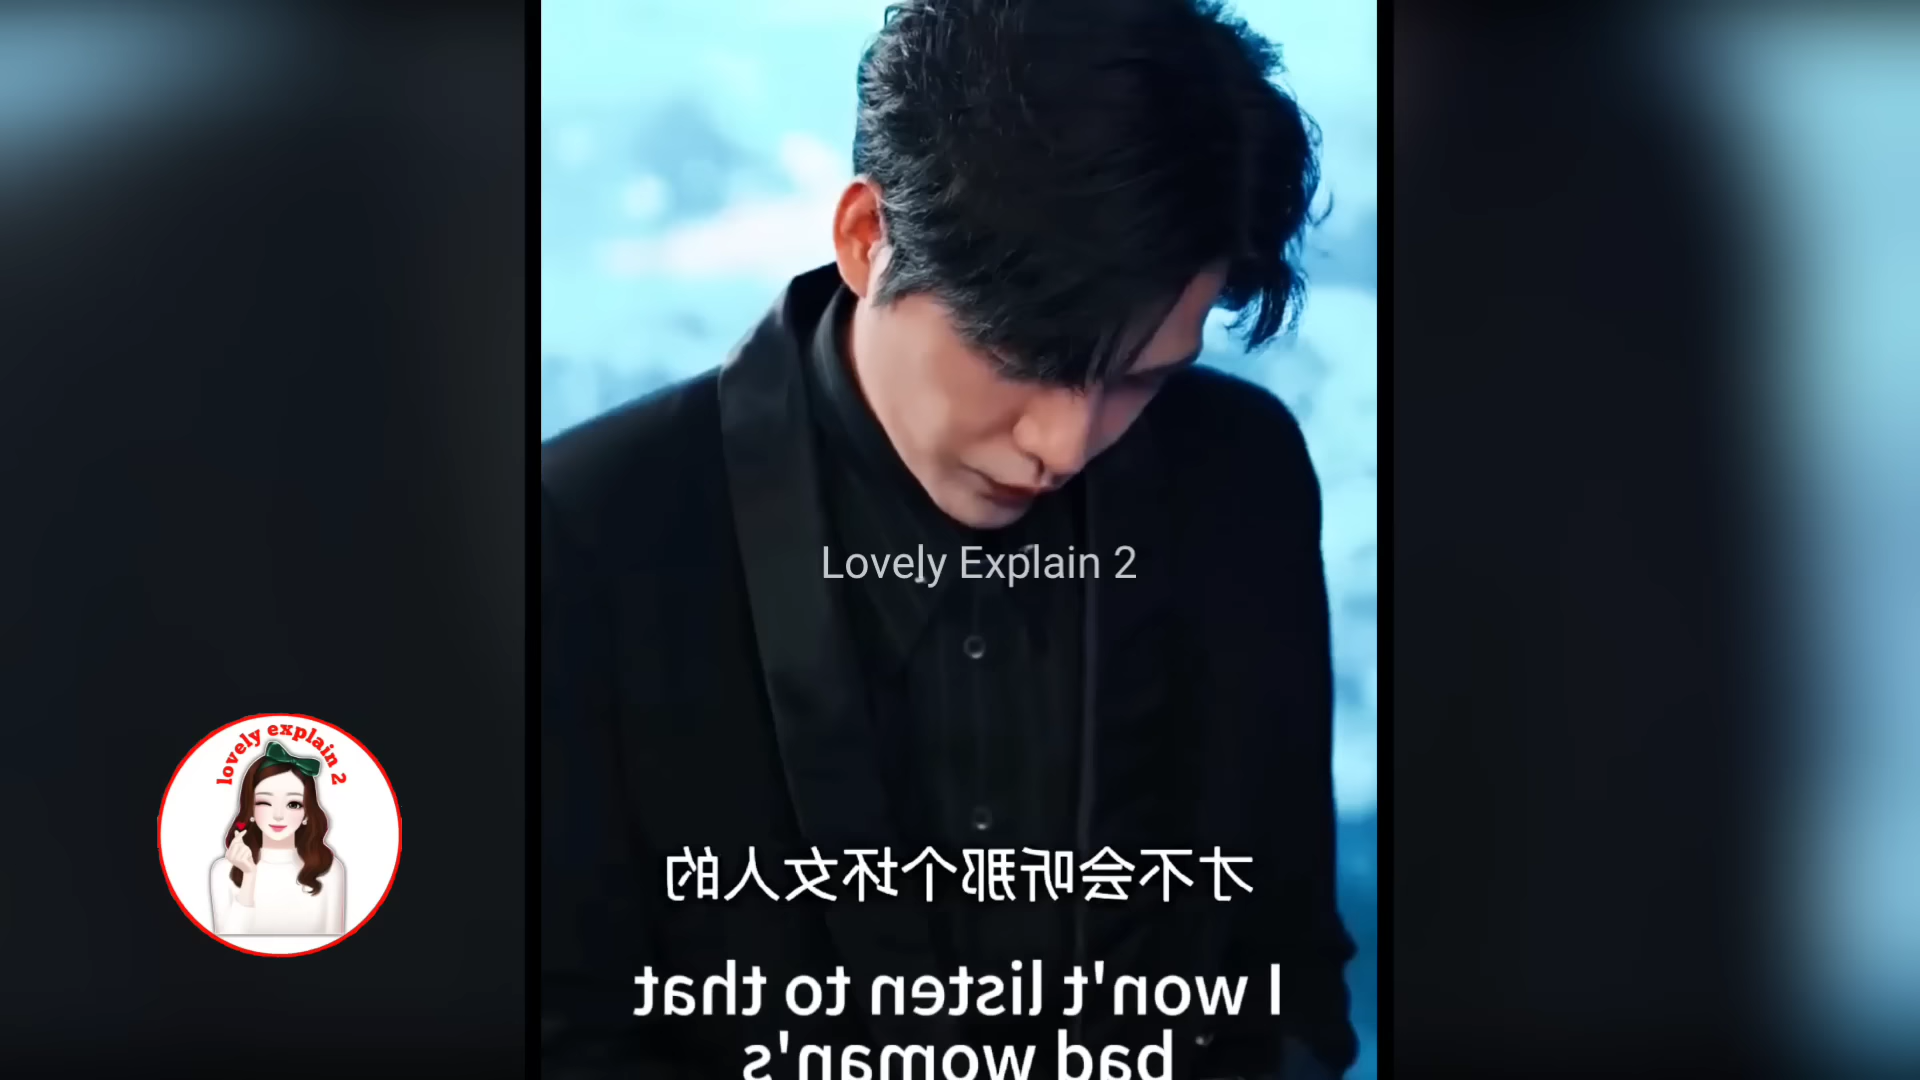 Lovely Explain 2
lovely explain 2
才不会听那个坏女人的
I won't listen to that
bad woman's